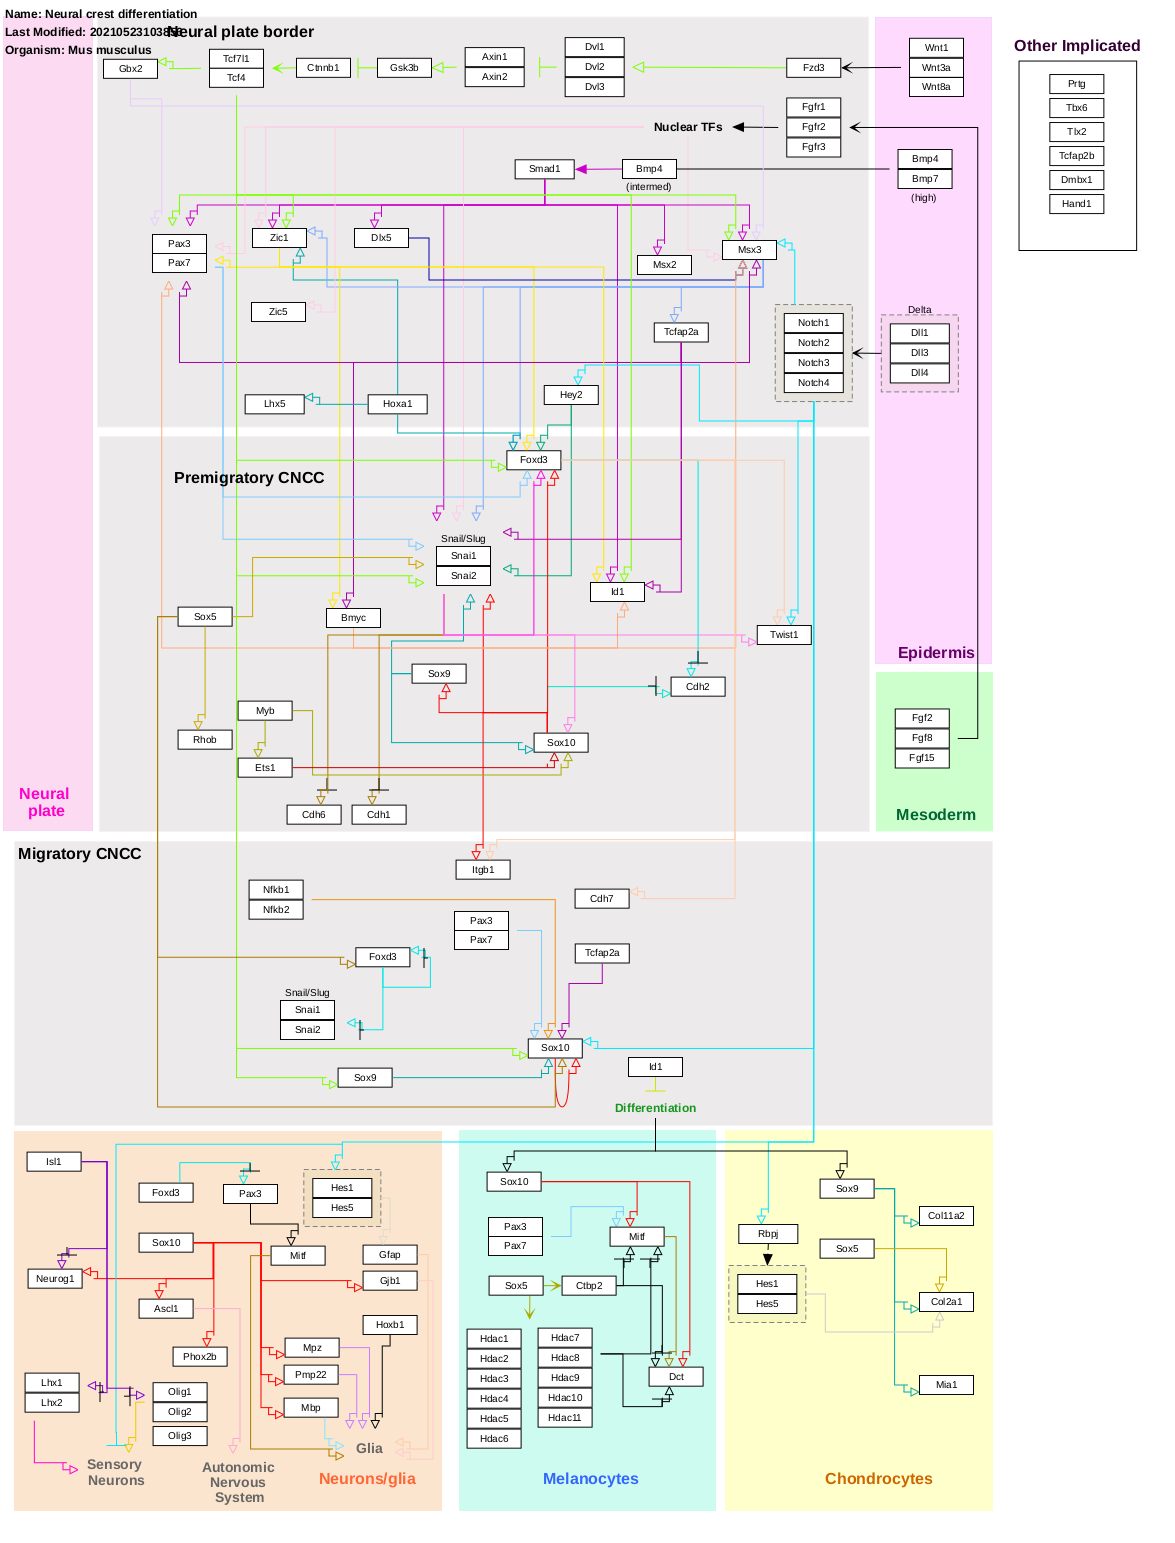 Name: Neural crest differentiation
Last Modified: 20210523103858
Organism: Mus musculus
Neural plate border
Gbx2
Tcf7l1
Tcf4
Ctnnb1
Gsk3b
Axin1
Axin2
Dvl1
Dvl2
Dvl3
Fzd3
Wnt1
Wnt3a
Wnt8a
Other Implicated
Prtg
Tbx6
Tlx2
Tcfap2b
Dmbx1
Hand1
Nuclear TFs
Fgfr1
Fgfr2
Fgfr3
Smad1
Bmp4
(intermed)
Bmp4
Bmp7
(high)
Pax3
Pax7
Zic1
Dlx5
Msx2
Msx3
Zic5
Tcfap2a
Notch1
Notch2
Notch3
Notch4
Delta
Dll1
Dll3
Dll4
Lhx5
Hoxa1
Hey2
Premigratory CNCC
Foxd3
Snail/Slug
Snai1
Snai2
Id1
Sox5
Bmyc
Twist1
Epidermis
Sox9
Cdh2
Myb
Rhob
Sox10
Ets1
Cdh6
Cdh1
Fgf2
Fgf8
Fgf15
Neural
plate
Mesoderm
Migratory CNCC
Itgb1
Nfkb1
Nfkb2
Cdh7
Pax3
Pax7
Foxd3
Tcfap2a
Snail/Slug
Snai1
Snai2
Sox10
Sox9
Id1
Differentiation
Isl1
Foxd3
Pax3
Hes1
Hes5
Sox10
Mitf
Gfap
Neurog1
Gjb1
Ascl1
Hoxb1
Phox2b
Mpz
Pmp22
Mbp
Lhx1
Lhx2
Olig1
Olig2
Olig3
Glia
Sensory
Neurons
Autonomic
Nervous
System
Neurons/glia
Sox10
Pax3
Pax7
Mitf
Sox5
Ctbp2
Hdac1
Hdac2
Hdac3
Hdac4
Hdac5
Hdac6
Hdac7
Hdac8
Hdac9
Hdac10
Hdac11
Dct
Melanocytes
Sox9
Col11a2
Rbpj
Sox5
Hes1
Hes5
Col2a1
Mia1
Chondrocytes